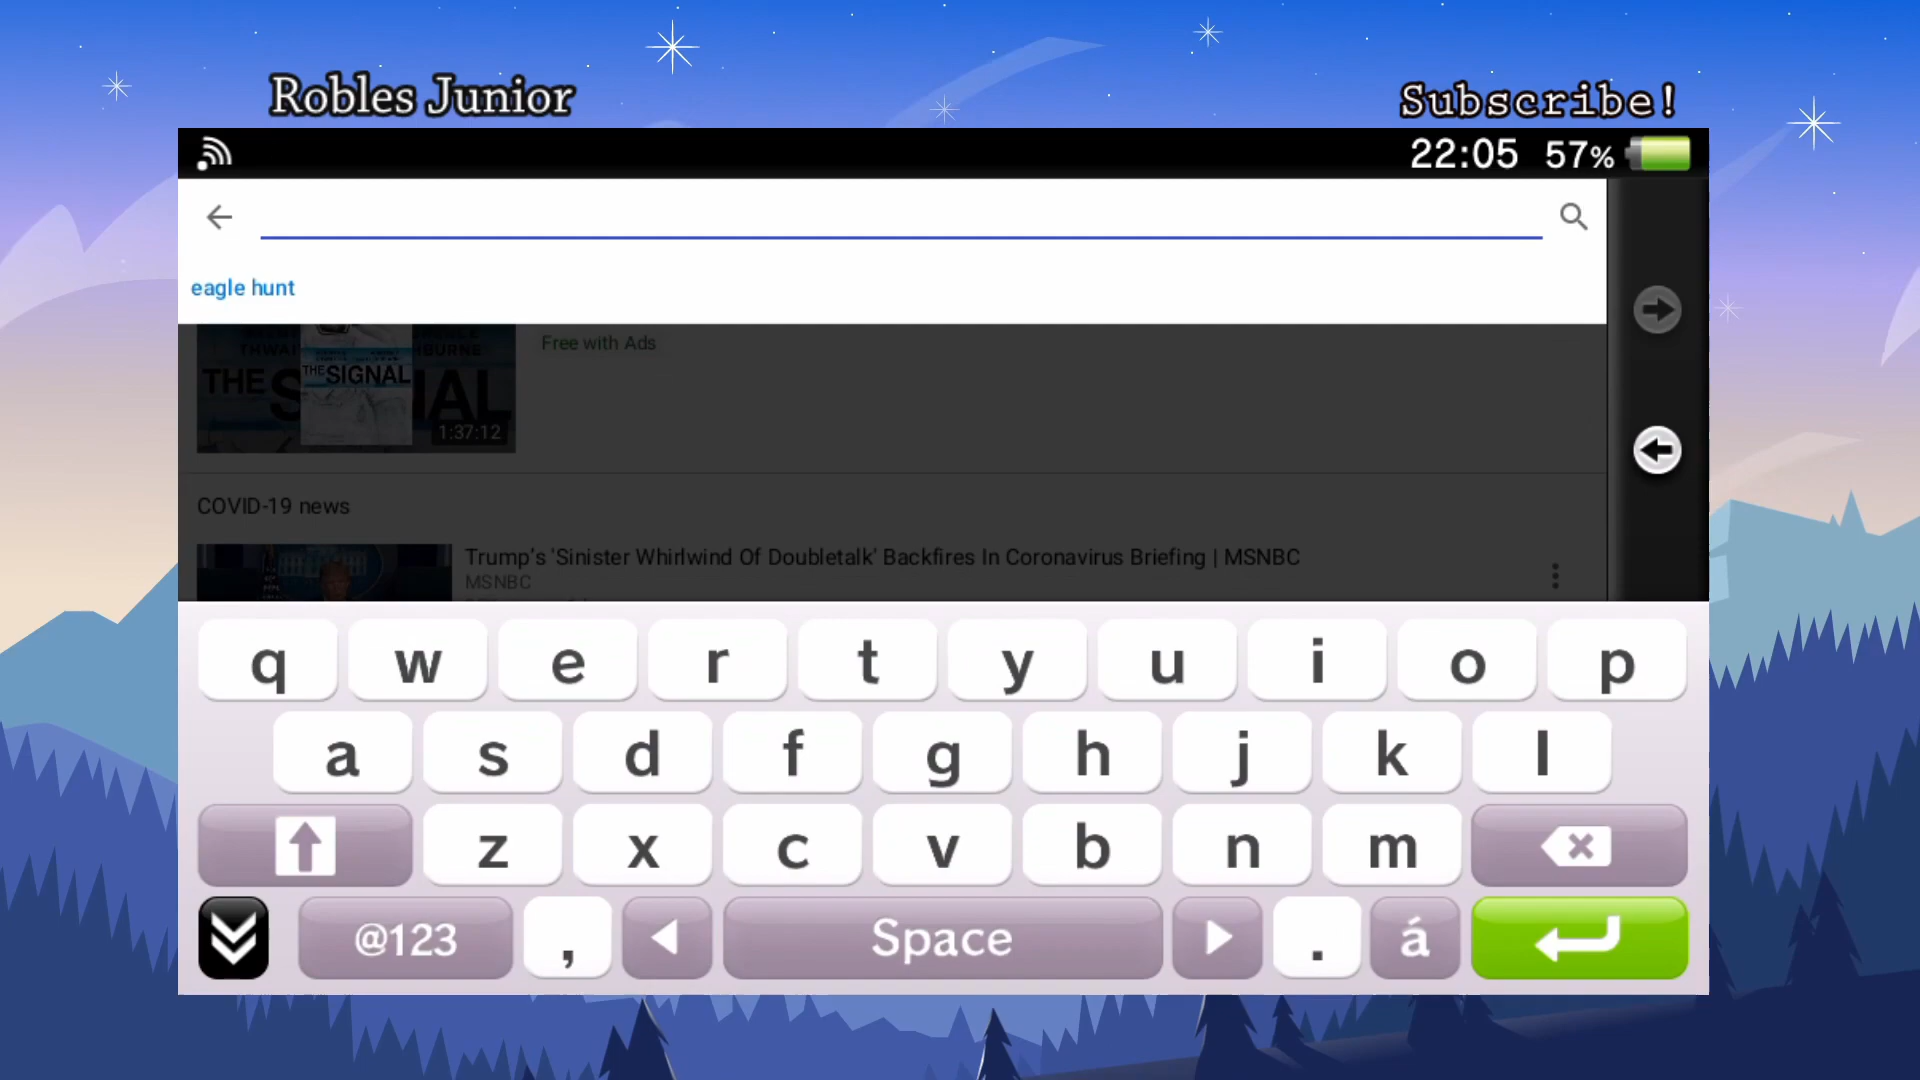 Robles Junior
Subscribe!
22:05 57%
eagle hunt
THE SIGNAL
1:37:12
Free with Ads
COVID-19 news
Trump's 'Sinister Whirlwind Of Doubletalk' Backfires In Coronavirus Briefing | MSNBC
MSNBC
q w e r t y u i o p
a s d f g h j k l
z x c v b n m
@123 , Space . á